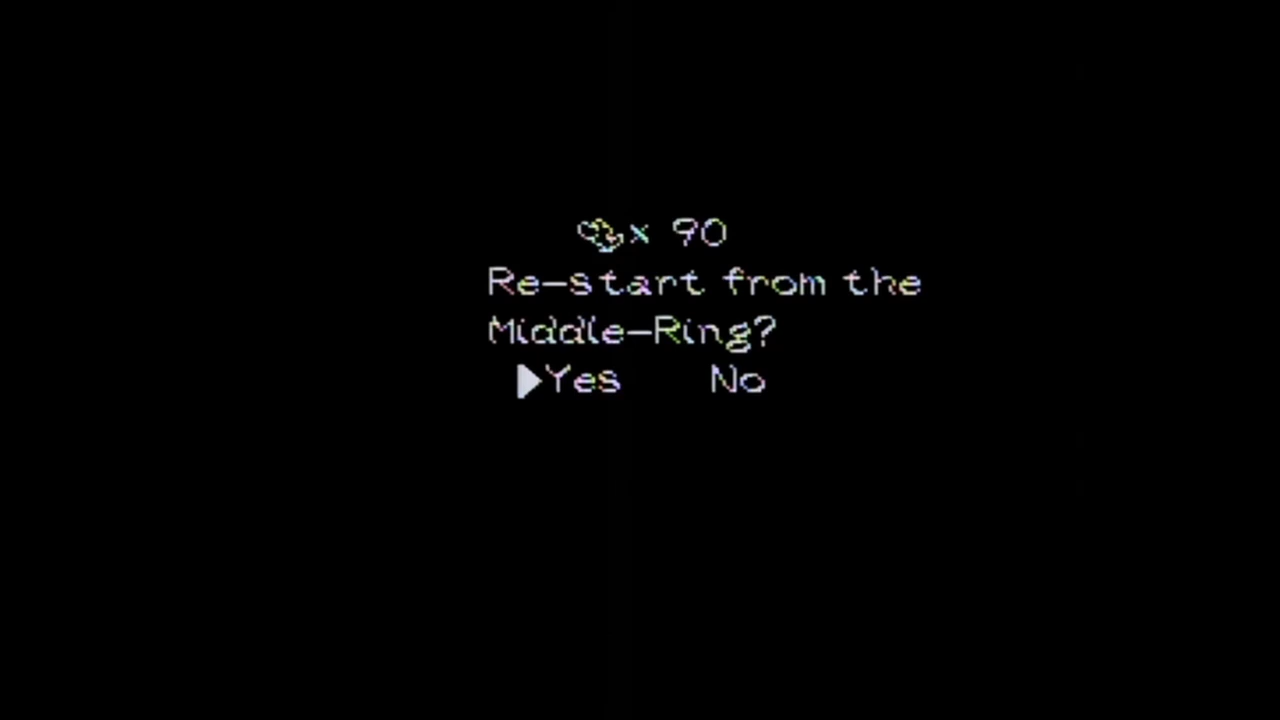 x 90
Re-start from the
Middle-Ring?
Yes No